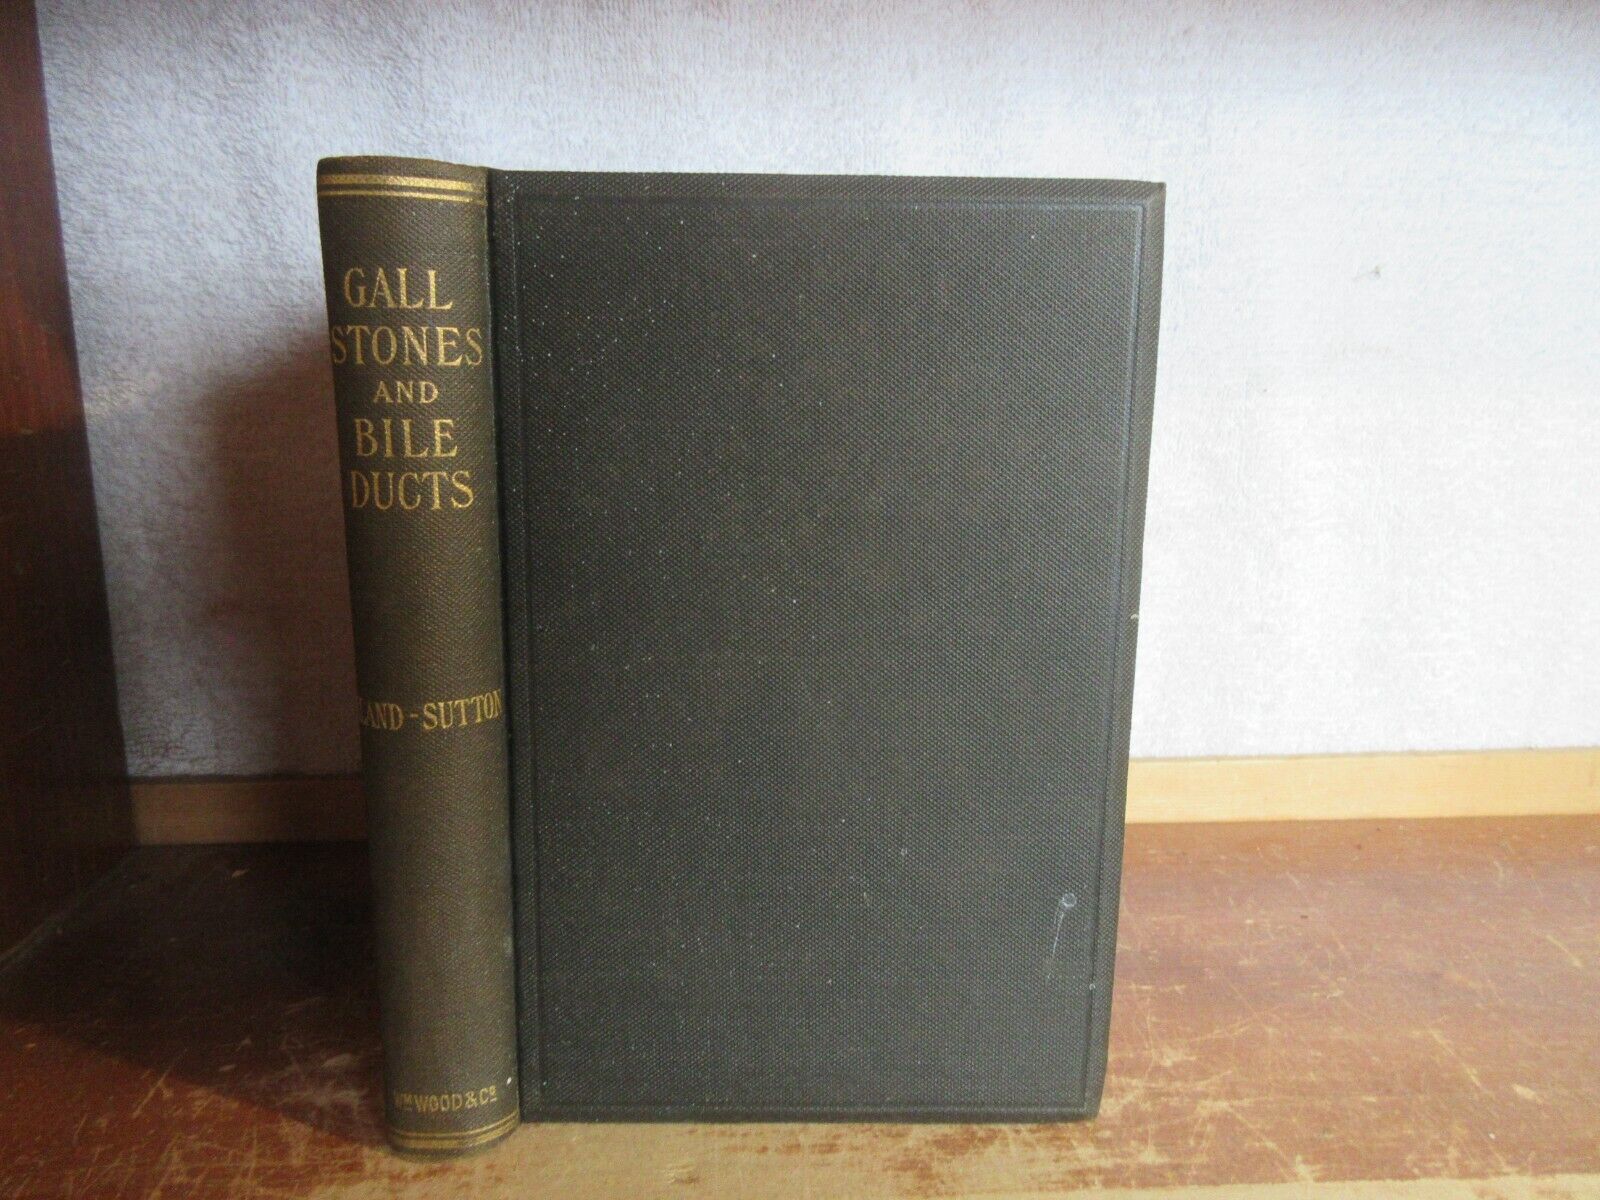 GALL
STONES
AND
BILE
DUCTS
LAND-SUTTON
WM WOOD & Co